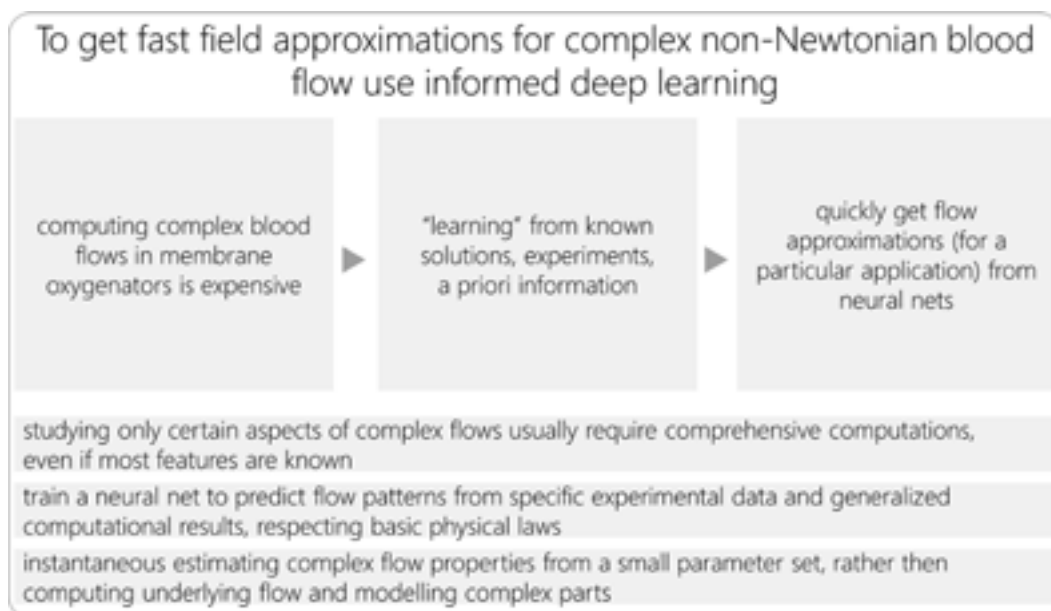 To get fast field approximations for complex non-Newtonian blood
flow use informed deep learning
computing complex blood
flows in membrane
oxygenators is expensive
"learning" from known
solutions, experiments,
a priori information
quickly get flow
approximations (for a
particular application) from
neural nets
studying only certain aspects of complex flows usually require comprehensive computations,
even if most features are known
train a neural net to predict flow patterns from specific experimental data and generalized
computational results, respecting basic physical laws
instantaneous estimating complex flow properties from a small parameter set, rather then
computing underlying flow and modelling complex parts